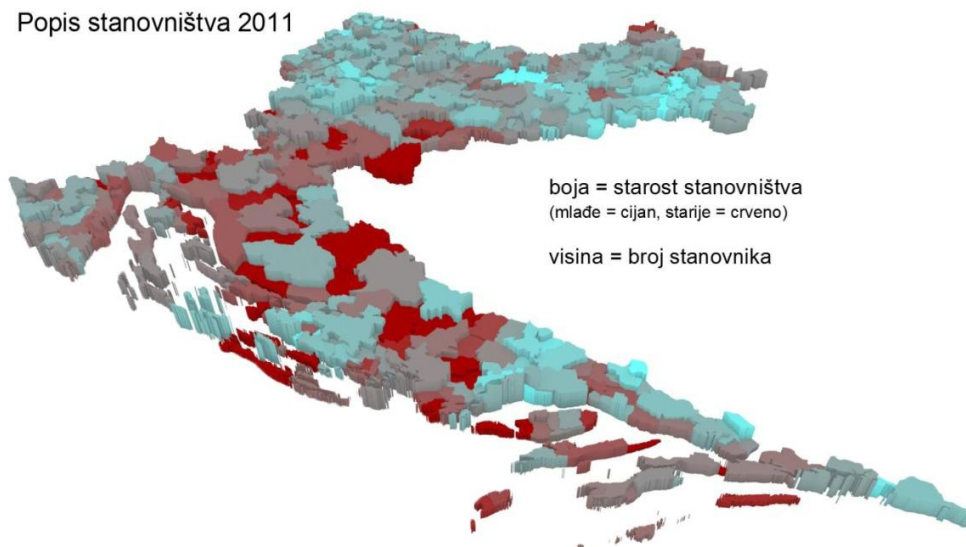 Popis stanovništva 2011
boja = starost stanovništva
(mlađe = cijan, starije = crveno)
visina = broj stanovnika